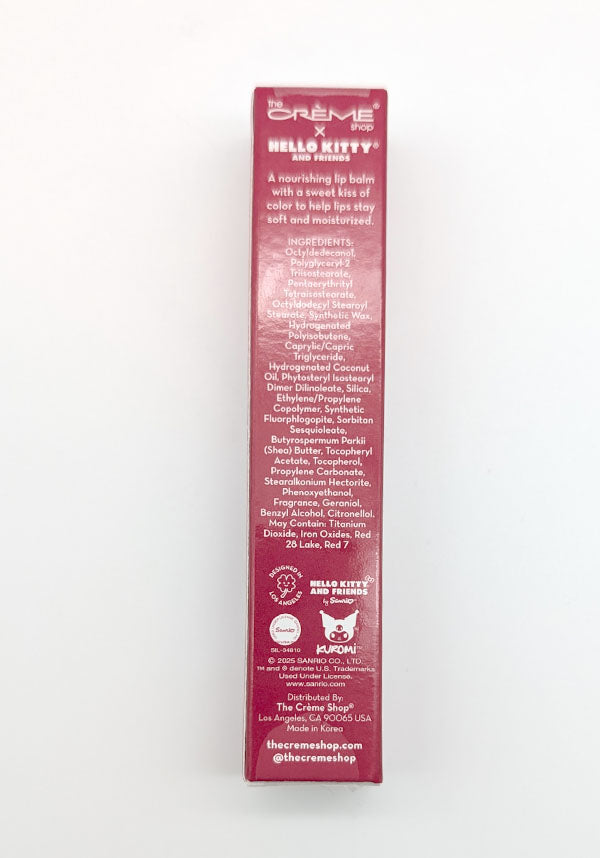 the
CRÈME®
shop
X
HELLO KITTY®
AND FRIENDS
A nourishing lip balm
with a sweet kiss of
color to help lips stay
soft and moisturized.
INGREDIENTS:
Octyldodecanol,
Polyglyceryl-2
Triisostearate,
Pentaerythrityl
Tetraisostearate,
Octyldodecyl Stearoyl
Stearate, Synthetic Wax,
Hydrogenated
Polyisobutene,
Caprylic/Capric
Triglyceride,
Hydrogenated Coconut
Oil, Phytosteryl Isostearyl
Dimer Dilinoleate, Silica,
Ethylene/Propylene
Copolymer, Synthetic
Fluorphlogopite, Sorbitan
Sesquioleate,
Butyrospermum Parkii
(Shea) Butter, Tocopheryl
Acetate, Tocopherol,
Propylene Carbonate,
Stearalkonium Hectorite,
Phenoxyethanol,
Fragrance, Geraniol,
Benzyl Alcohol, Citronellol.
May Contain: Titanium
Dioxide, Iron Oxides, Red
28 Lake, Red 7
DESIGNED IN
LOS ANGELES
HELLO KITTY
AND FRIENDS
by Sanrio
Sanrio
SIL-34810
KUROMI™
© 2025 SANRIO CO., LTD.
™ and ® denote U.S. Trademarks
Used Under License.
www.sanrio.com
Distributed By:
The Crème Shop®
Los Angeles, CA 90065 USA
Made in Korea
thecremeshop.com
@thecremeshop